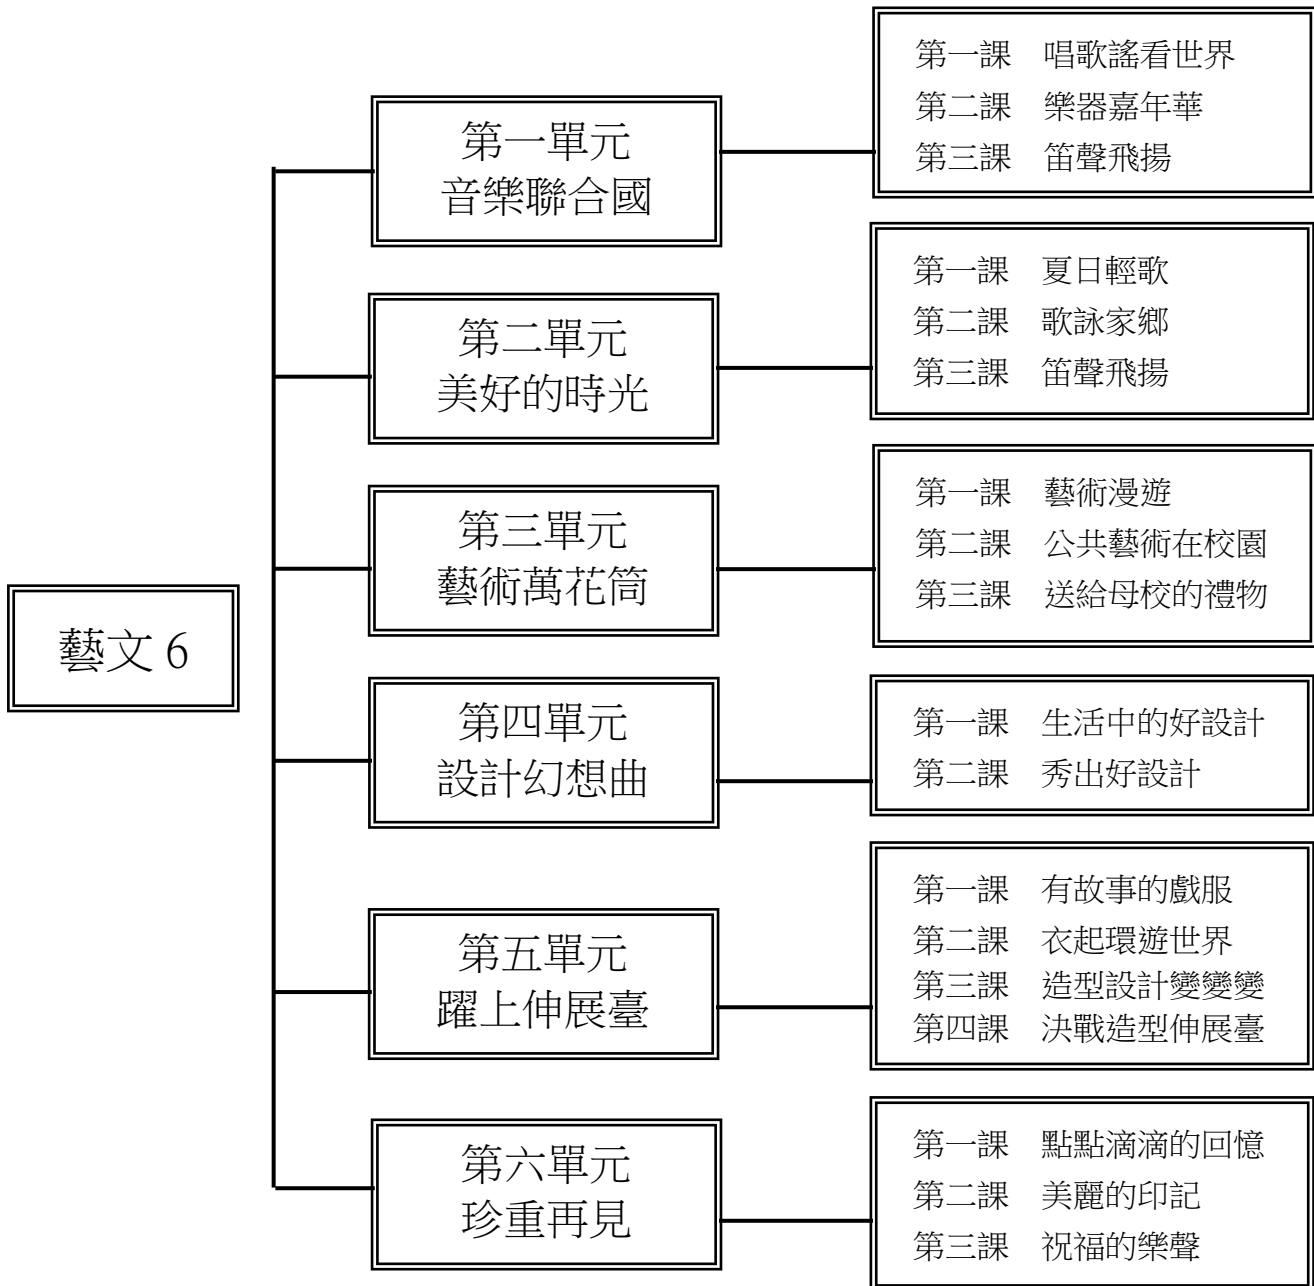 藝文 6
第一單元
音樂聯合國
第一課 唱歌謠看世界
第二課 樂器嘉年華
第三課 笛聲飛揚
第二單元
美好的時光
第一課 夏日輕歌
第二課 歌詠家鄉
第三課 笛聲飛揚
第三單元
藝術萬花筒
第一課 藝術漫遊
第二課 公共藝術在校園
第三課 送給母校的禮物
第四單元
設計幻想曲
第一課 生活中的好設計
第二課 秀出好設計
第五單元
躍上伸展臺
第一課 有故事的戲服
第二課 衣起環遊世界
第三課 造型設計變變變
第四課 決戰造型伸展臺
第六單元
珍重再見
第一課 點點滴滴的回憶
第二課 美麗的印記
第三課 祝福的樂聲